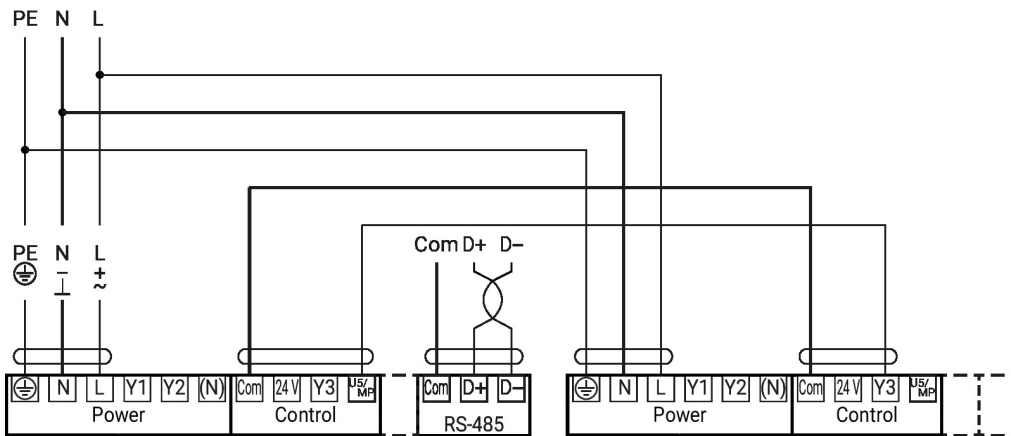 PE N L
Com D+ D−
PE N L
− +
~
N L Y1 Y2 (N) Com 24 V Y3 U5/MP Com D+ D− N L Y1 Y2 (N) Com 24 V Y3 U5/MP
Power Control RS-485 Power Control